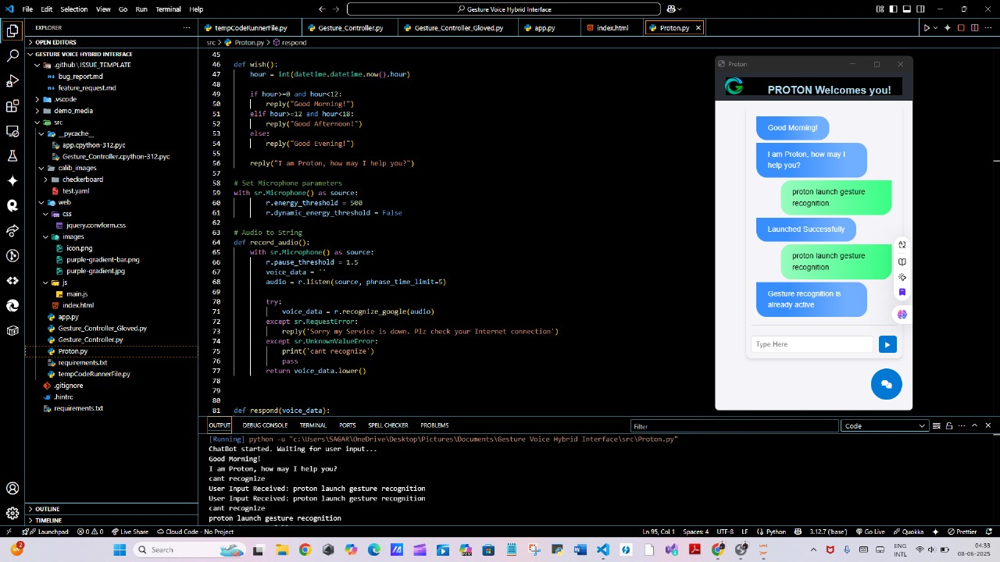 File Edit Selection View Go Run Terminal Help
Gesture Voice Hybrid Interface
EXPLORER
OPEN EDITORS
GESTURE VOICE HYBRID INTERFACE
.github \ ISSUE_TEMPLATE
bug_report.md
feature_request.md
.vscode
demo_media
src
__pycache__
app.cpython-312.pyc
Gesture_Controller.cpython-312.pyc
calib_images
checkerboard
test.yaml
web
css
jquery.convform.css
images
icon.png
purple-gradient-bar.png
purple-gradient.jpg
js
main.js
index.html
app.py
Gesture_Controller_Gloved.py
Gesture_Controller.py
Proton.py
requirements.txt
tempCodeRunnerFile.py
.gitignore
.hintrc
requirements.txt
OUTLINE
TIMELINE
tempCodeRunnerFile.py Gesture_Controller.py Gesture_Controller_Gloved.py app.py index.html Proton.py
src > Proton.py > respond
45
46 def wish():
47 hour = int(datetime.datetime.now().hour)
48
49 if hour>=0 and hour<12:
50 reply("Good Morning!")
51 elif hour>=12 and hour<18:
52 reply("Good Afternoon!")
53 else:
54 reply("Good Evening!")
55
56 reply("I am Proton, how may I help you?")
57
58 # Set Microphone parameters
59 with sr.Microphone() as source:
60 r.energy_threshold = 500
61 r.dynamic_energy_threshold = False
62
63 # Audio to String
64 def record_audio():
65 with sr.Microphone() as source:
66 r.pause_threshold = 1.5
67 voice_data = ''
68 audio = r.listen(source, phrase_time_limit=5)
69
70 try:
71 voice_data = r.recognize_google(audio)
72 except sr.RequestError:
73 reply('Sorry my Service is down. Plz check your Internet connection')
74 except sr.UnknownValueError:
75 print('cant recognize')
76 pass
77 return voice_data.lower()
78
79
80
81 def respond(voice_data):
Proton
PROTON Welcomes you!
Good Morning!
I am Proton, how may I
help you?
proton launch gesture
recognition
Launched Successfully
proton launch gesture
recognition
Gesture recognition is
already active
Type Here
OUTPUT DEBUG CONSOLE TERMINAL PORTS SPELL CHECKER PROBLEMS
Filter
Code
[Running] python -u "c:\Users\SAGAR\OneDrive\Desktop\Pictures\Documents\Gesture Voice Hybrid Interface\src\Proton.py"
ChatBot started. Waiting for user input...
Good Morning!
I am Proton, how may I help you?
cant recognize
User Input Received: proton launch gesture recognition
User Input Received: proton launch gesture recognition
cant recognize
proton launch gesture recognition
Launchpad 0 0 Live Share Cloud Code - No Project
Ln 95, Col 1 Spaces: 4 UTF-8 LF Python 3.12.7 ('base') Go Live Quokka Prettier
2
Search
ENG
INTL
04:33
08-06-2025